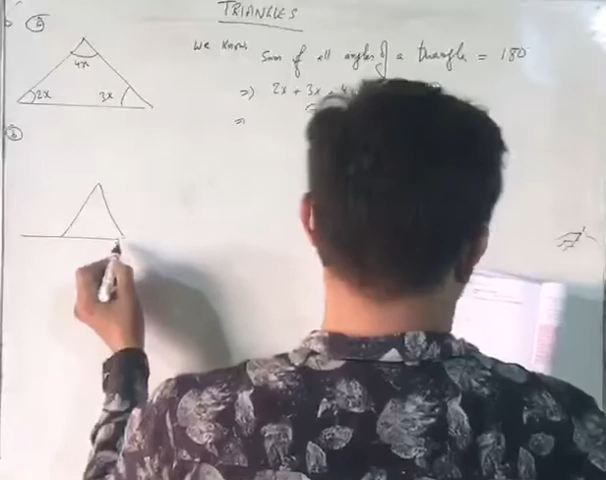 TRIANGLES
a
4x
2x 3x
We know Sum of all angles of a triangle = 180
=) 2x + 3x + 4x
=
b